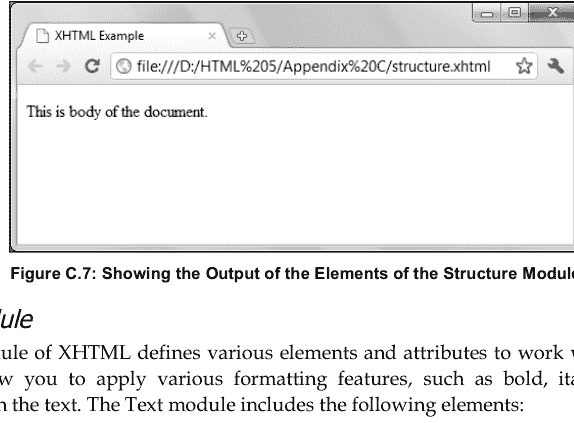 XHTML Example
file:///D:/HTML%205/Appendix%20C/structure.xhtml
This is body of the document.
Figure C.7: Showing the Output of the Elements of the Structure Module
ule
ule of XHTML defines various elements and attributes to work
w you to apply various formatting features, such as bold, ita
n the text. The Text module includes the following elements: